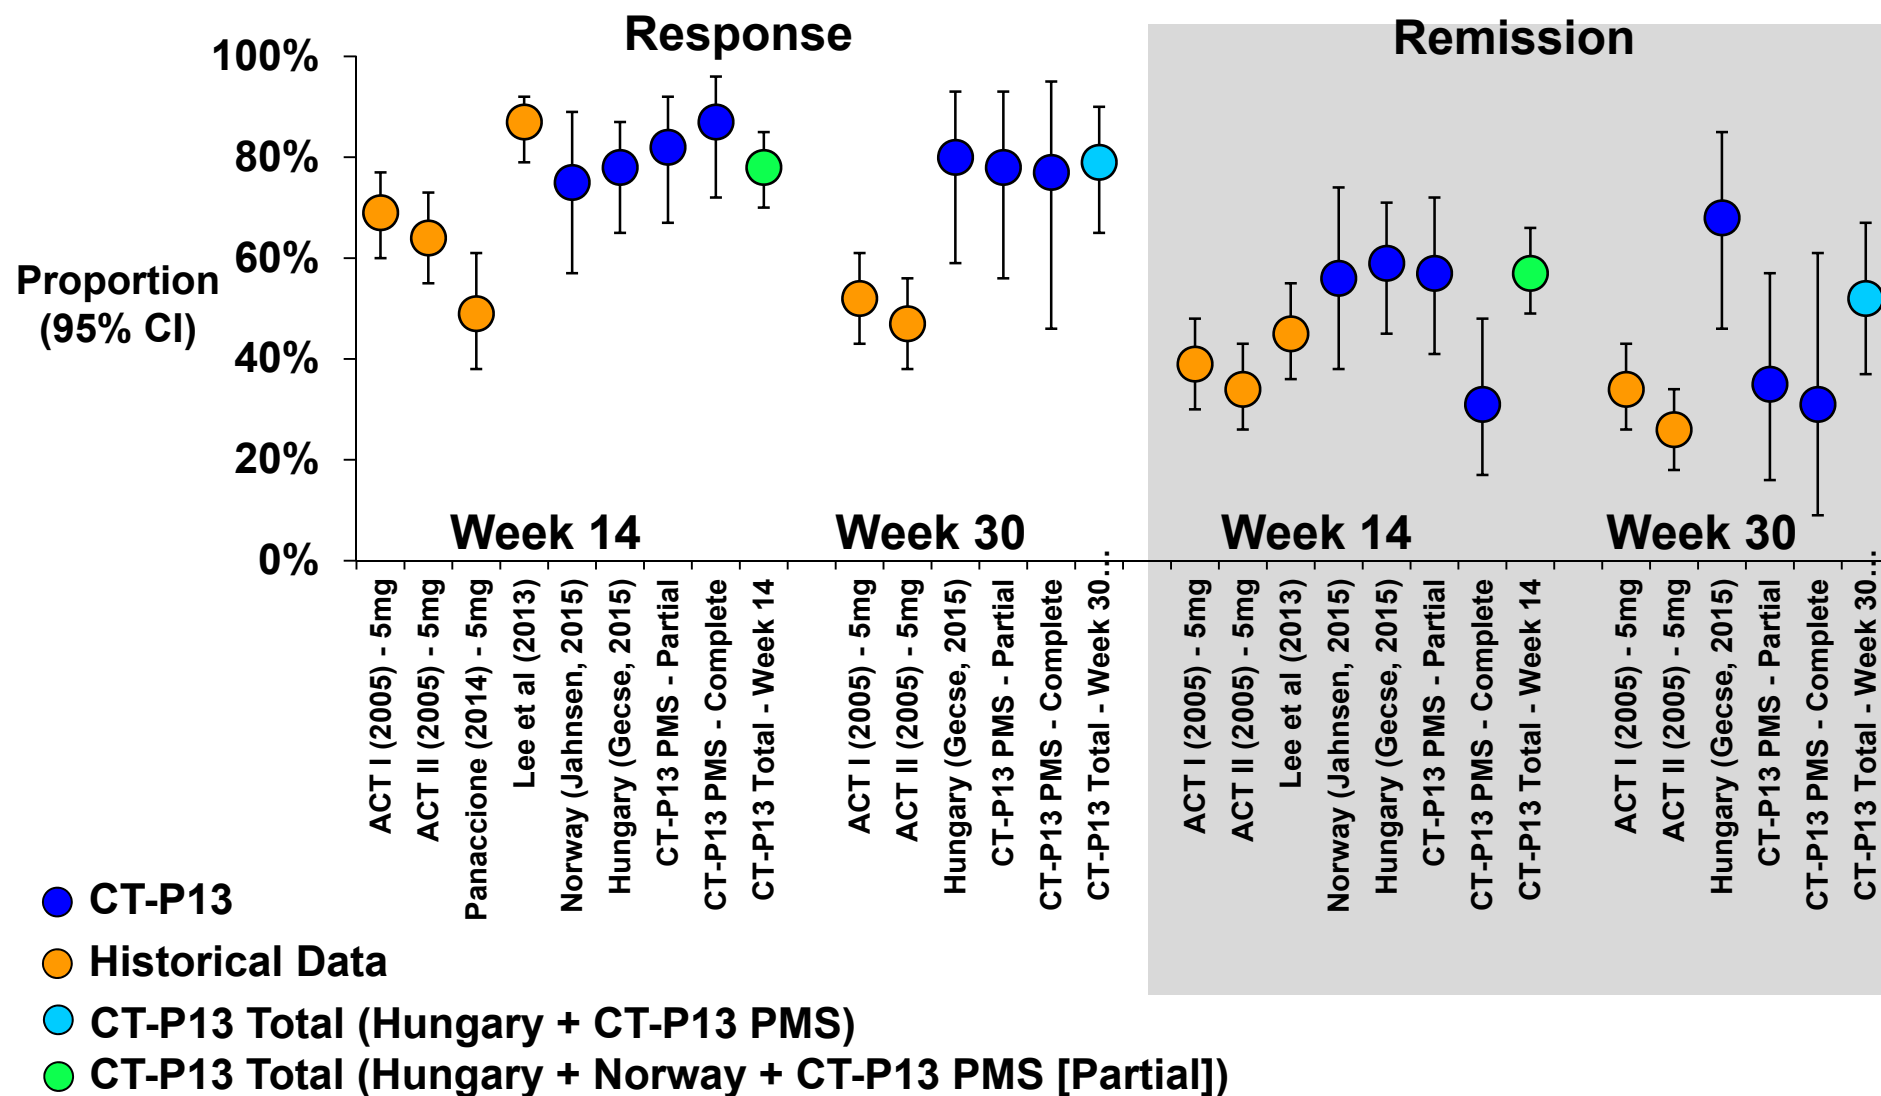 Response
Remission
100%
80%
60%
40%
20%
0%
Proportion
(95% CI)
Week 14
Week 30
Week 14
Week 30
ACT I (2005) - 5mg
ACT II (2005) - 5mg
Panaccione (2014) - 5mg
Lee et al (2013)
Norway (Jahnsen, 2015)
Hungary (Gecse, 2015)
CT-P13 PMS - Partial
CT-P13 PMS - Complete
CT-P13 Total - Week 14
ACT I (2005) - 5mg
ACT II (2005) - 5mg
Hungary (Gecse, 2015)
CT-P13 PMS - Partial
CT-P13 PMS - Complete
CT-P13 Total - Week 30…
ACT I (2005) - 5mg
ACT II (2005) - 5mg
Lee et al (2013)
Norway (Jahnsen, 2015)
Hungary (Gecse, 2015)
CT-P13 PMS - Partial
CT-P13 PMS - Complete
CT-P13 Total - Week 14
ACT I (2005) - 5mg
ACT II (2005) - 5mg
Hungary (Gecse, 2015)
CT-P13 PMS - Partial
CT-P13 PMS - Complete
CT-P13 Total - Week 30…
CT-P13
Historical Data
CT-P13 Total (Hungary + CT-P13 PMS)
CT-P13 Total (Hungary + Norway + CT-P13 PMS [Partial])